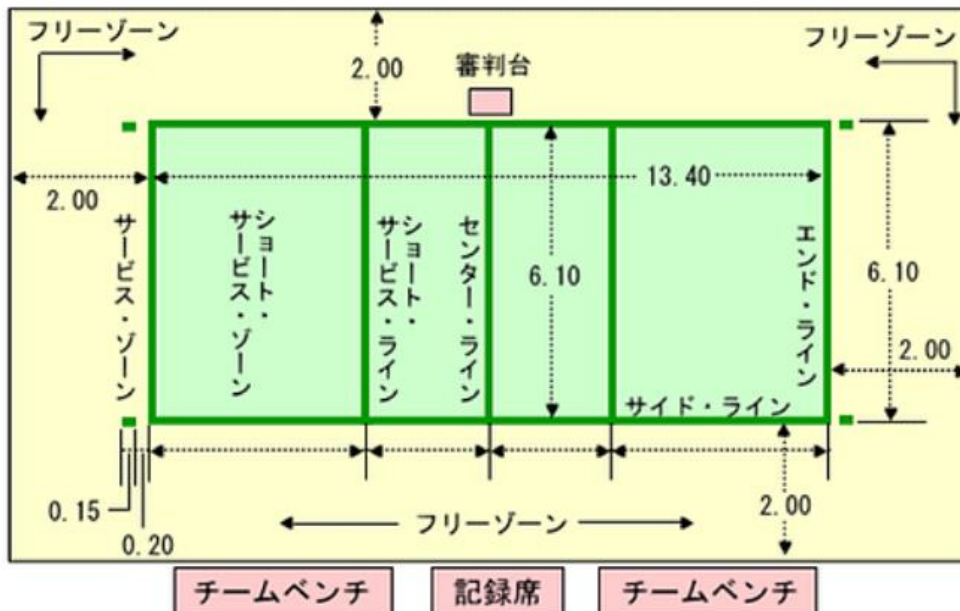 フリーゾーン
フリーゾーン
2.00
審判台
2.00
13.40
サービス・ゾーン
ショート・
サービス・ゾーン
ショート・
サービス・ライン
センター・ライン
6.10
エンド・ライン
6.10
2.00
サイド・ライン
0.15
0.20
フリーゾーン
2.00
チームベンチ
記録席
チームベンチ